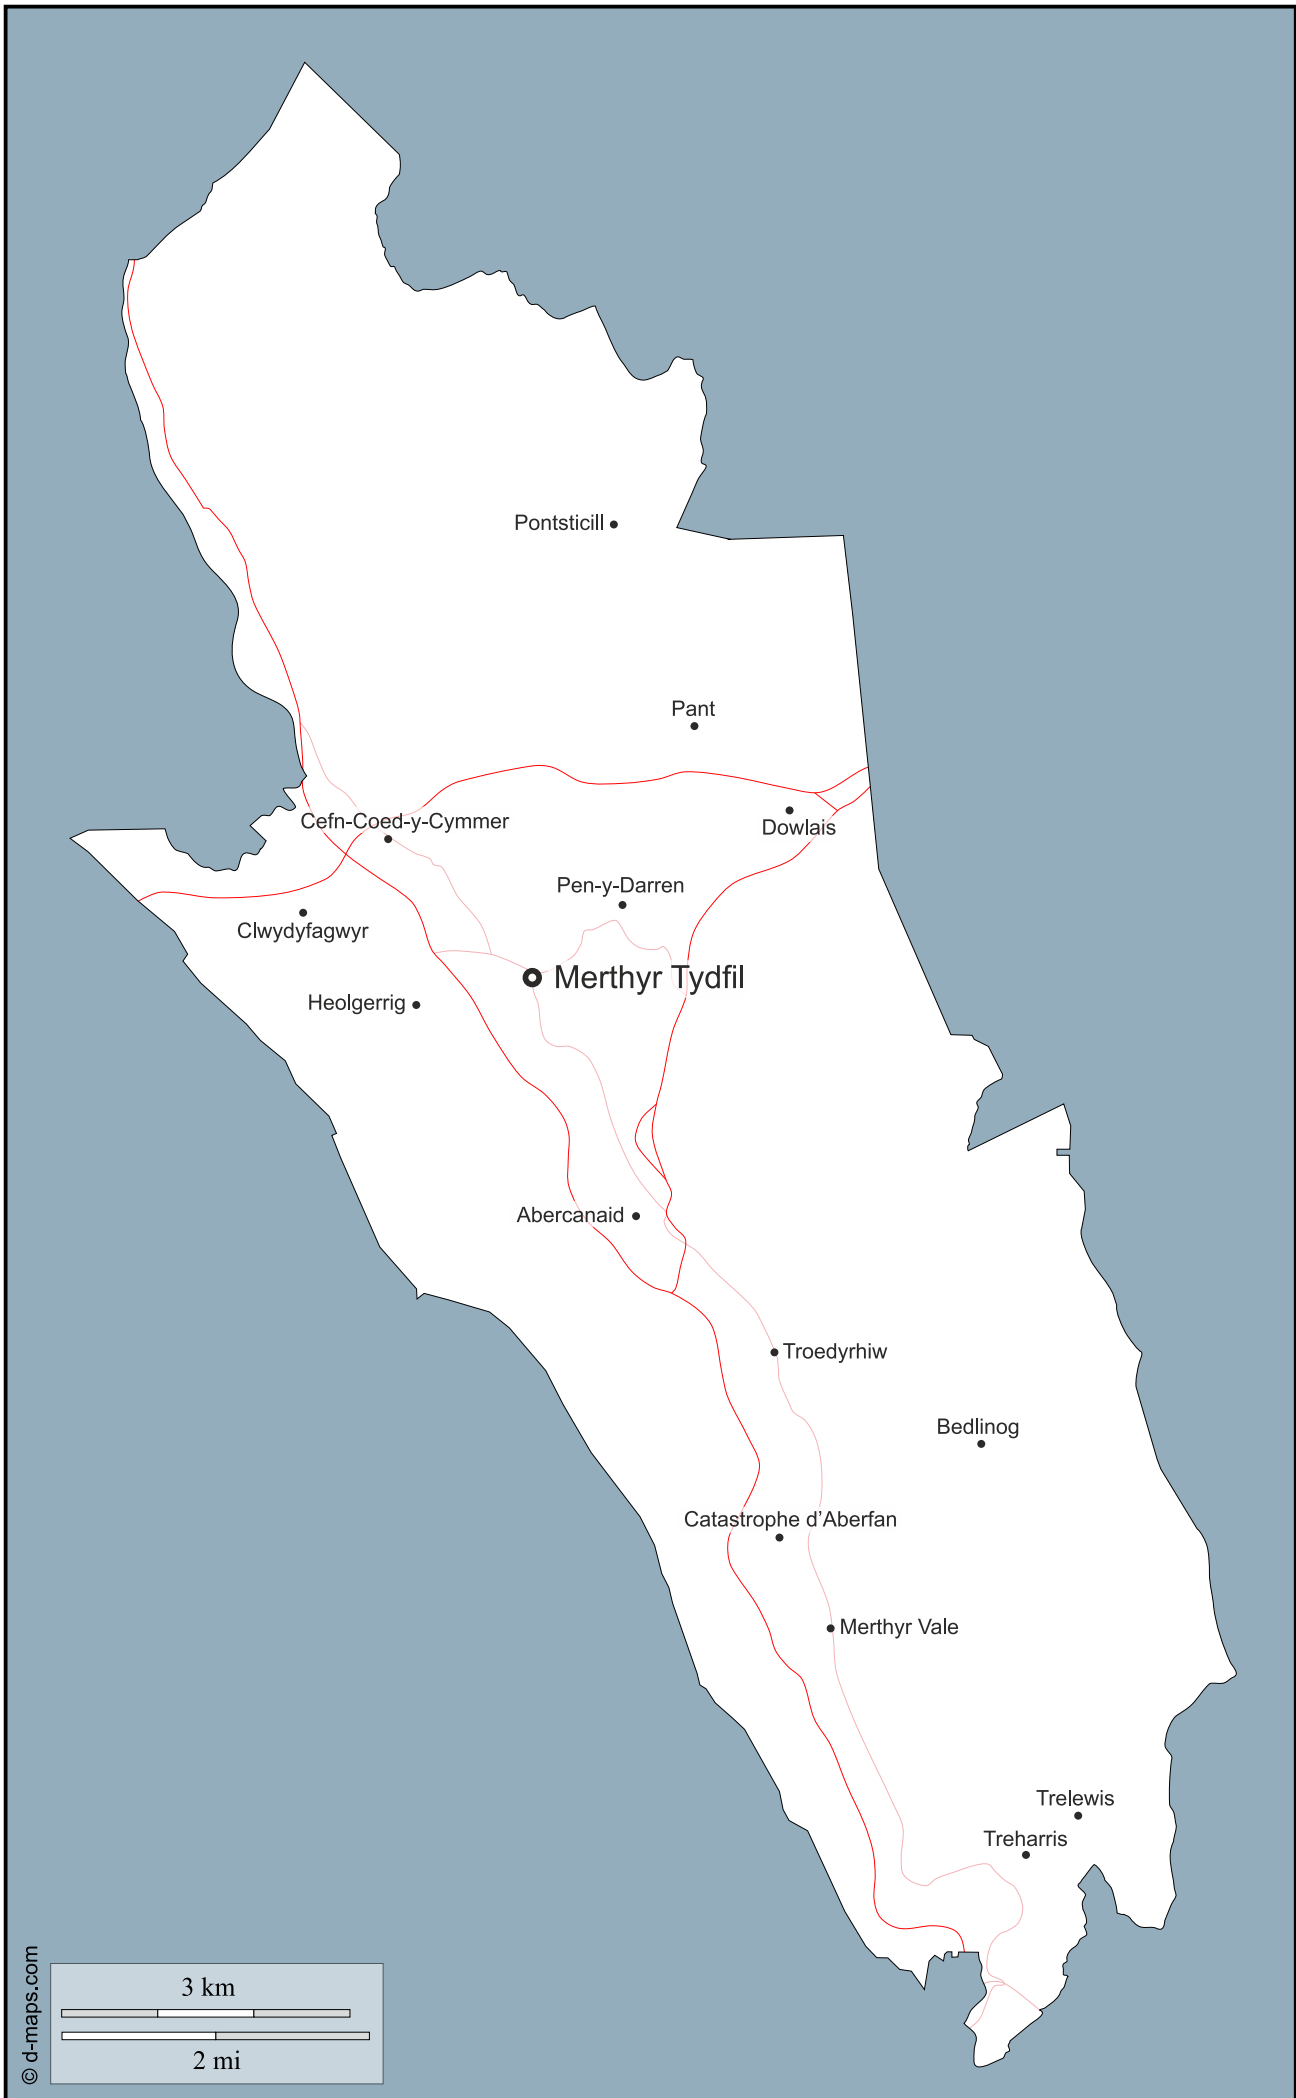 Pontsticill
Pant
Cefn-Coed-y-Cymmer
Dowlais
Pen-y-Darren
Clwydyfagwyr
Merthyr Tydfil
Heolgerrig
Abercanaid
Troedyrhiw
Bedlinog
Catastrophe d'Aberfan
Merthyr Vale
Trelewis
Treharris
3 km
2 mi
© d-maps.com